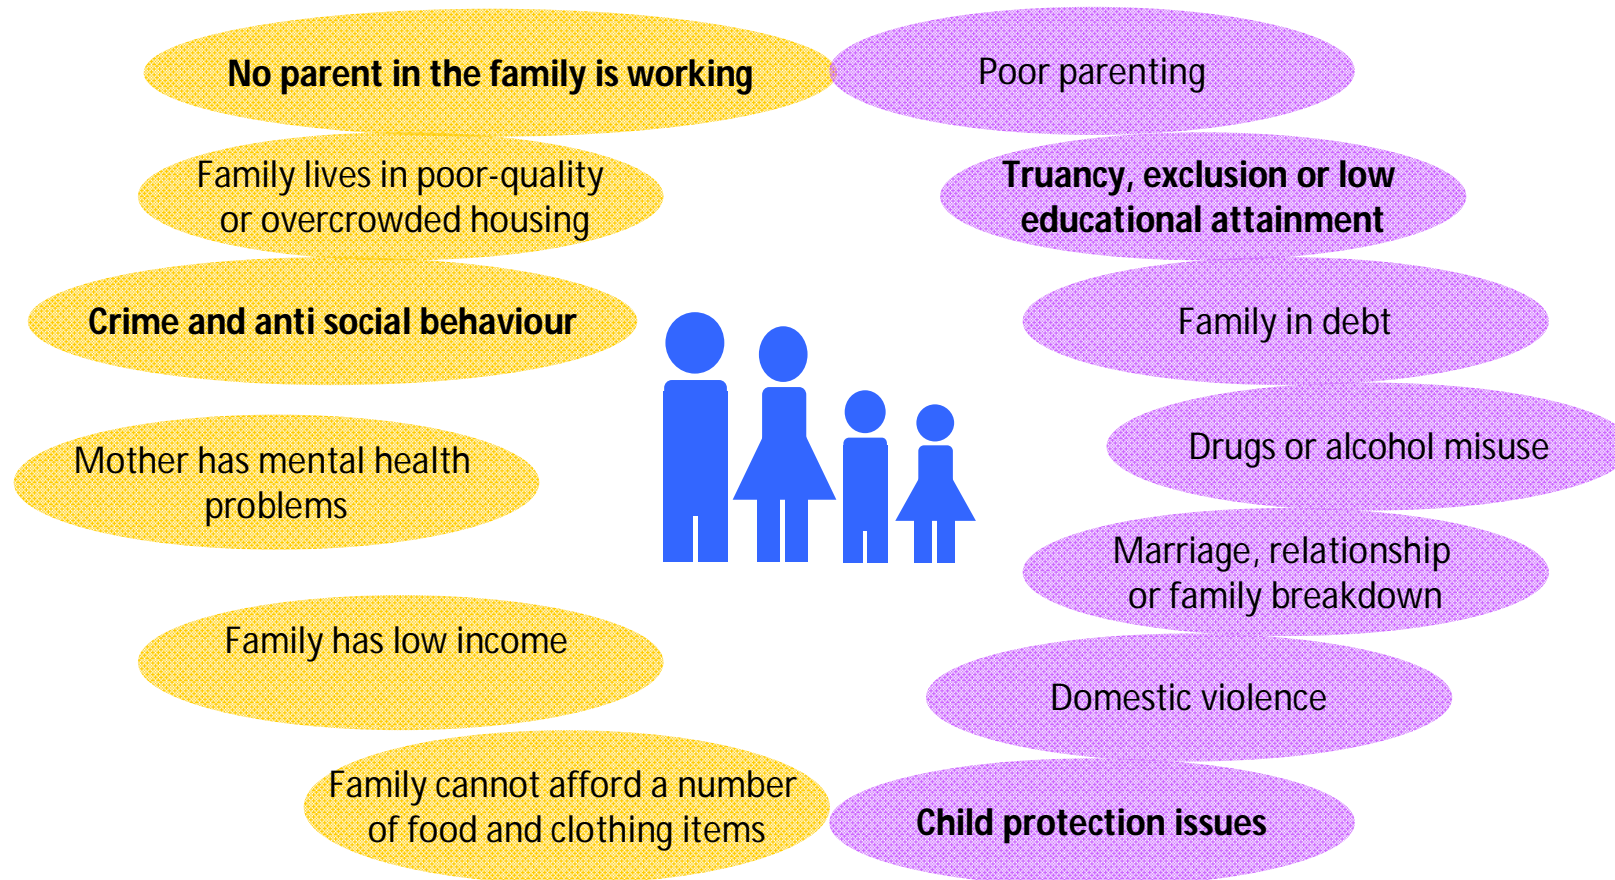 No parent in the family is working
Family lives in poor-quality
or overcrowded housing
Crime and anti social behaviour
Mother has mental health
problems
Family has low income
Family cannot afford a number
of food and clothing items
Poor parenting
Truancy, exclusion or low
educational attainment
Family in debt
Drugs or alcohol misuse
Marriage, relationship
or family breakdown
Domestic violence
Child protection issues